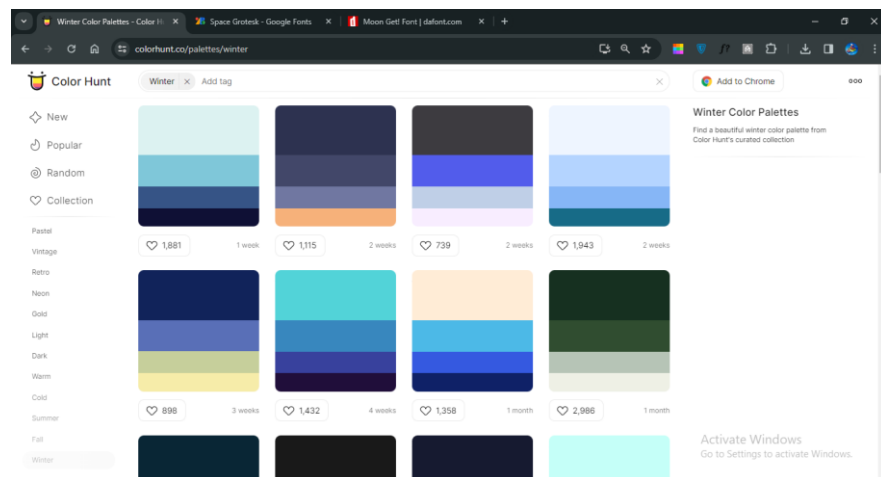 Winter Color Palettes - Color H
Space Grotesk - Google Fonts
Moon Get! Font | dafont.com
colorhunt.co/palettes/winter
Color Hunt
Winter
Add tag
Add to Chrome
New
Popular
Random
Collection
Pastel
Vintage
Retro
Neon
Gold
Light
Dark
Warm
Cold
Summer
Fall
Winter
1,881
1 week
1,115
2 weeks
739
2 weeks
1,943
2 weeks
898
3 weeks
1,432
4 weeks
1,358
1 month
2,986
1 month
Winter Color Palettes
Find a beautiful winter color palette from
Color Hunt's curated collection
Activate Windows
Go to Settings to activate Windows.